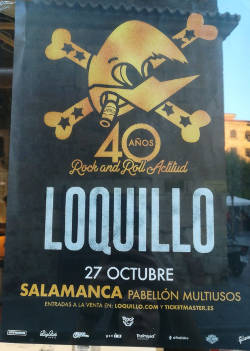 40
AÑOS
Rock and Roll Actitud
LOQUILLO
27 OCTUBRE
SALAMANCA PABELLÓN MULTIUSOS
ENTRADAS A LA VENTA EN: LOQUILLO.COM Y TICKETMASTER.ES